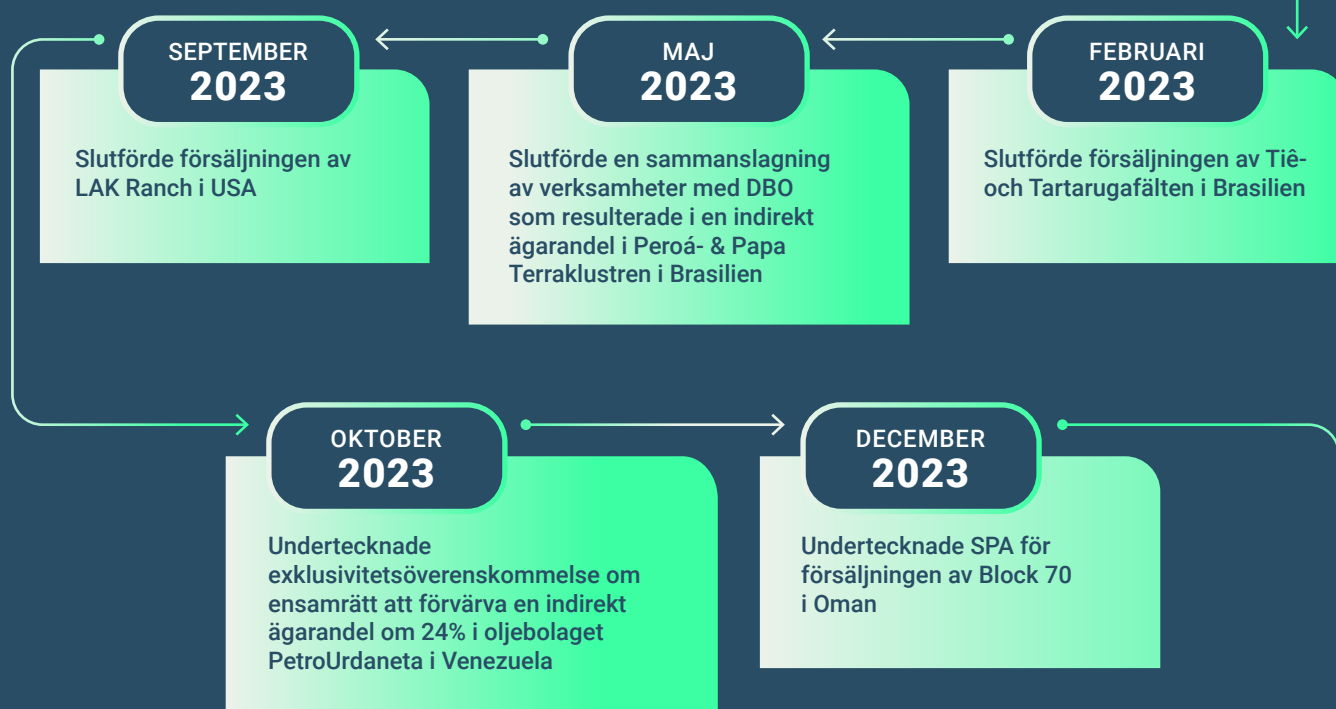 FEBRUARI
2023
Slutförde försäljningen av Tiê-
och Tartarugafälten i Brasilien
MAJ
2023
Slutförde en sammanslagning
av verksamheter med DBO
som resulterade i en indirekt
ägarandel i Peroá- & Papa
Terraklustren i Brasilien
SEPTEMBER
2023
Slutförde försäljningen av
LAK Ranch i USA
OKTOBER
2023
Undertecknade
exklusivitetsöverenskommelse om
ensamrätt att förvärva en indirekt
ägarandel om 24% i oljebolaget
PetroUrdaneta i Venezuela
DECEMBER
2023
Undertecknade SPA för
försäljningen av Block 70
i Oman